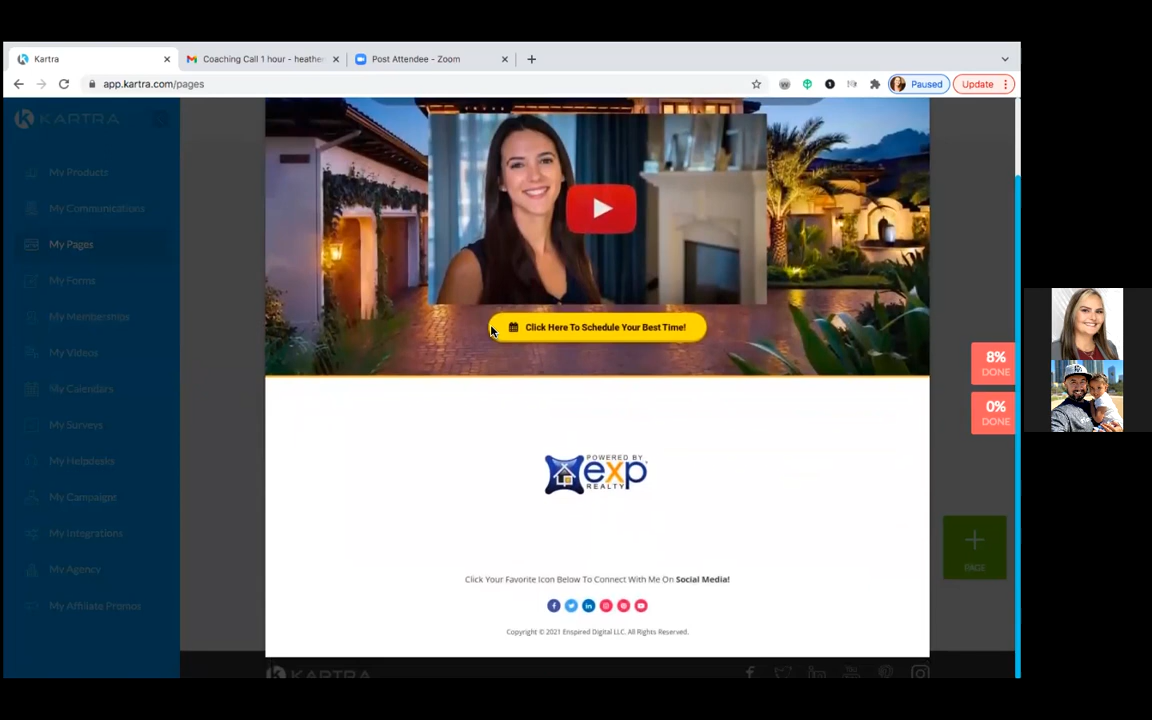 Kartra
Coaching Call 1 hour - heathe
Post Attendee - Zoom
app.kartra.com/pages
Paused
Update
KARTRA
My Products
My Communications
My Pages
My Forms
My Memberships
My Videos
My Calendars
My Surveys
My Helpdesks
My Campaigns
My Integrations
My Agency
My Affiliate Promos
Click Here To Schedule Your Best Time!
8%
DONE
0%
DONE
POWERED BY
exp
REALTY
PAGE
Click Your Favorite Icon Below To Connect With Me On Social Media!
Copyright © 2021 Enspired Digital LLC. All Rights Reserved.
KARTRA